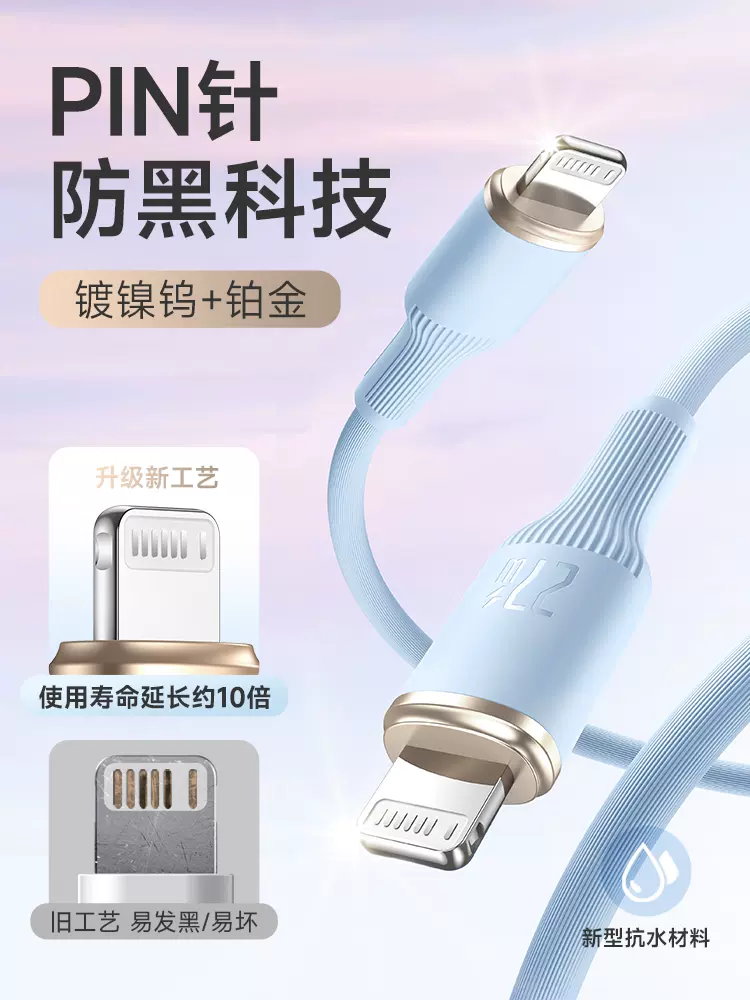 PIN针
防黑科技
镀镍钨+铂金
升级新工艺
使用寿命延长约10倍
旧工艺 易发黑/易坏
27W
新型抗水材料